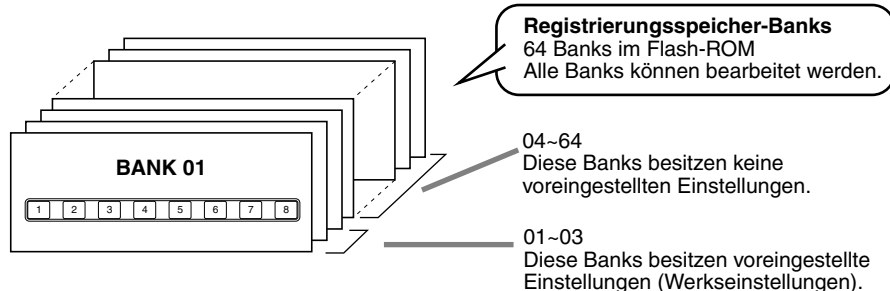 Registrierungsspeicher-Banks
64 Banks im Flash-ROM
Alle Banks können bearbeitet werden.
BANK 01
1 2 3 4 5 6 7 8
04~64
Diese Banks besitzen keine
voreingestellten Einstellungen.
01~03
Diese Banks besitzen voreingestellte
Einstellungen (Werkseinstellungen).